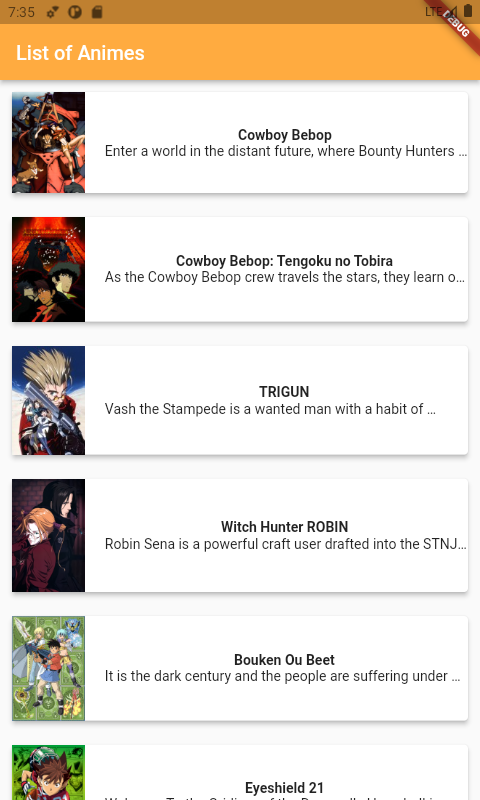 7:35
LTE
DEBUG
List of Animes
Cowboy Bebop
Enter a world in the distant future, where Bounty Hunters …
Cowboy Bebop: Tengoku no Tobira
As the Cowboy Bebop crew travels the stars, they learn o…
TRIGUN
Vash the Stampede is a wanted man with a habit of …
Witch Hunter ROBIN
Robin Sena is a powerful craft user drafted into the STNJ…
Bouken Ou Beet
It is the dark century and the people are suffering under …
Eyeshield 21